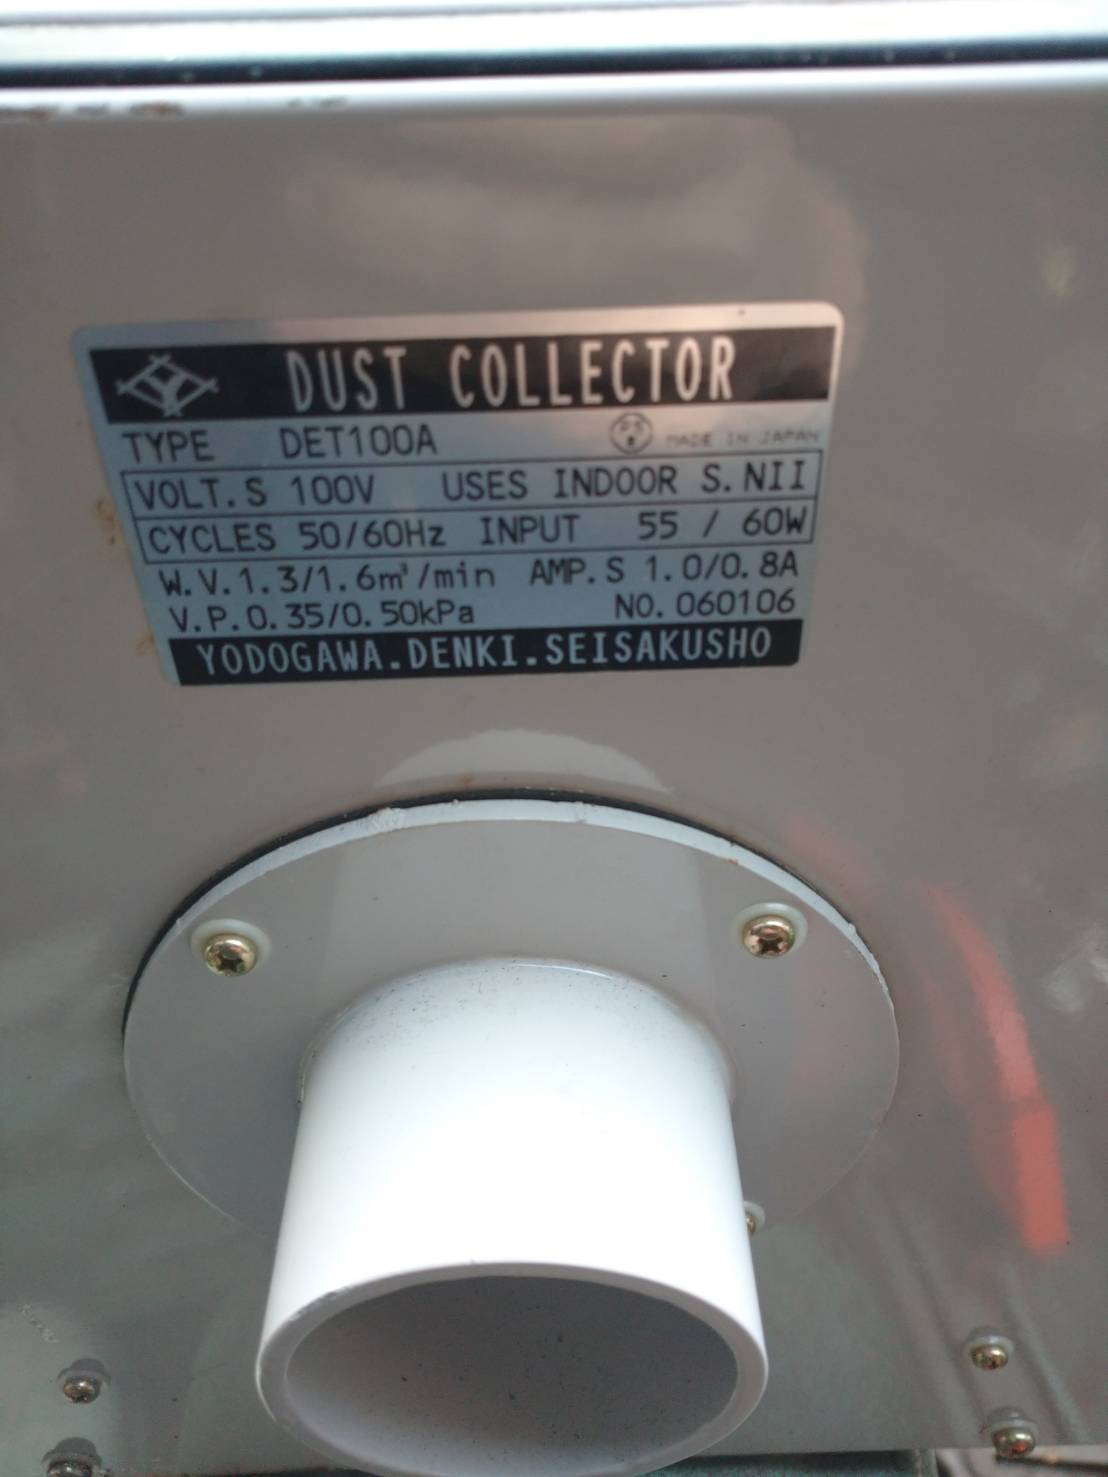 DUST COLLECTOR
TYPE DET100A PS E MADE IN JAPAN
VOLT.S 100V USES INDOOR S.NII
CYCLES 50/60Hz INPUT 55 / 60W
W.V.1.3/1.6m³/min AMP.S 1.0/0.8A
V.P.0.35/0.50kPa NO.060106
YODOGAWA.DENKI.SEISAKUSHO